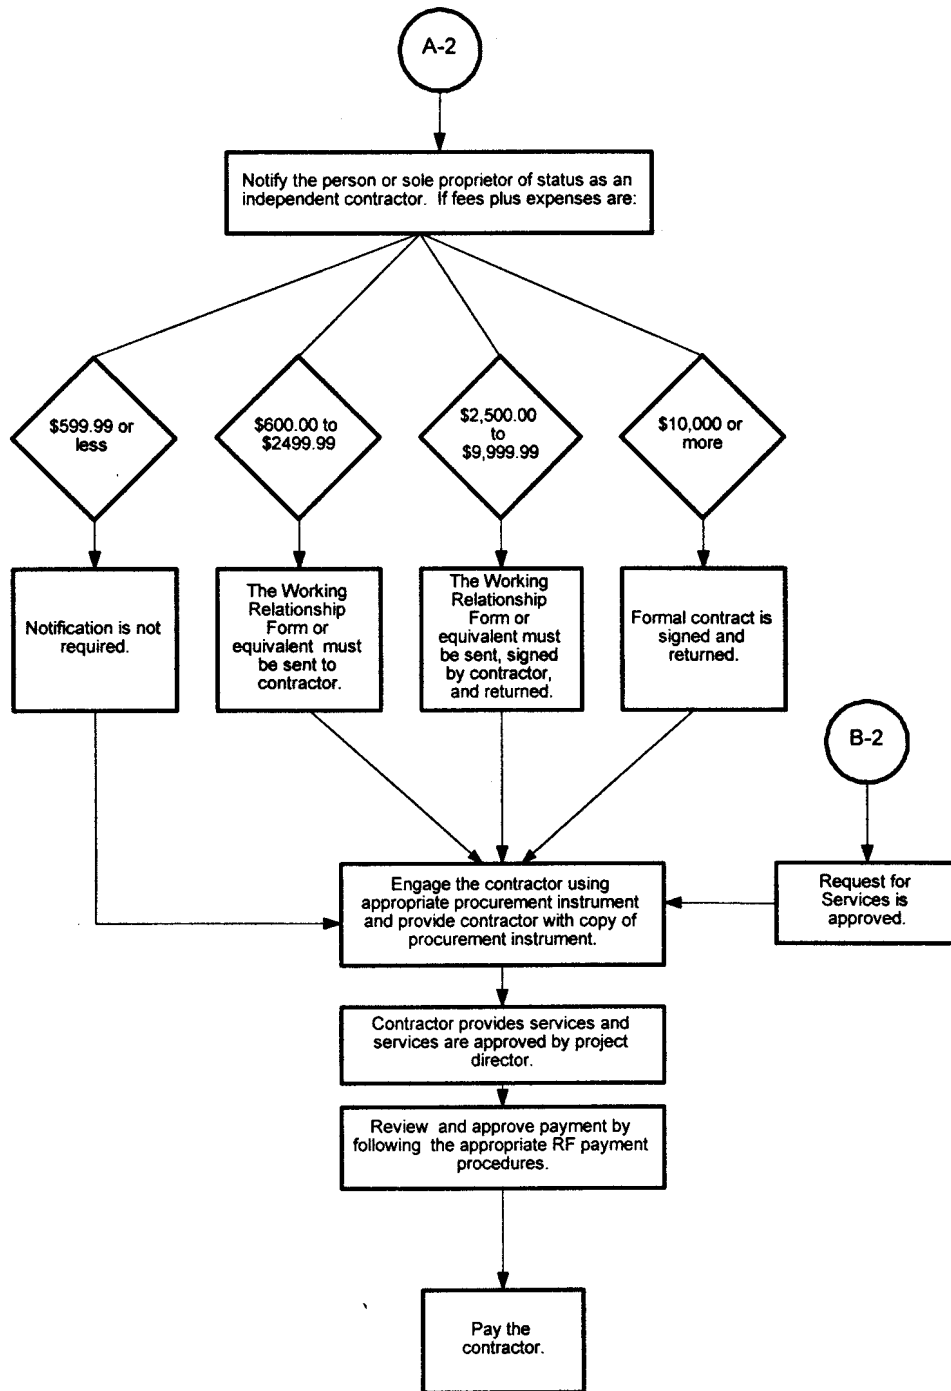 A-2
Notify the person or sole proprietor of status as an
independent contractor. If fees plus expenses are:
$599.99 or
less
$600.00 to
$2499.99
$2,500.00
to
$9,999.99
$10,000 or
more
Notification is not
required.
The Working
Relationship
Form or
equivalent must
be sent to
contractor.
The Working
Relationship
Form or
equivalent must
be sent, signed
by contractor,
and returned.
Formal contract is
signed and
returned.
B-2
Engage the contractor using
appropriate procurement instrument
and provide contractor with copy of
procurement instrument.
Request for
Services is
approved.
Contractor provides services and
services are approved by project
director.
Review and approve payment by
following the appropriate RF payment
procedures.
Pay the
contractor.